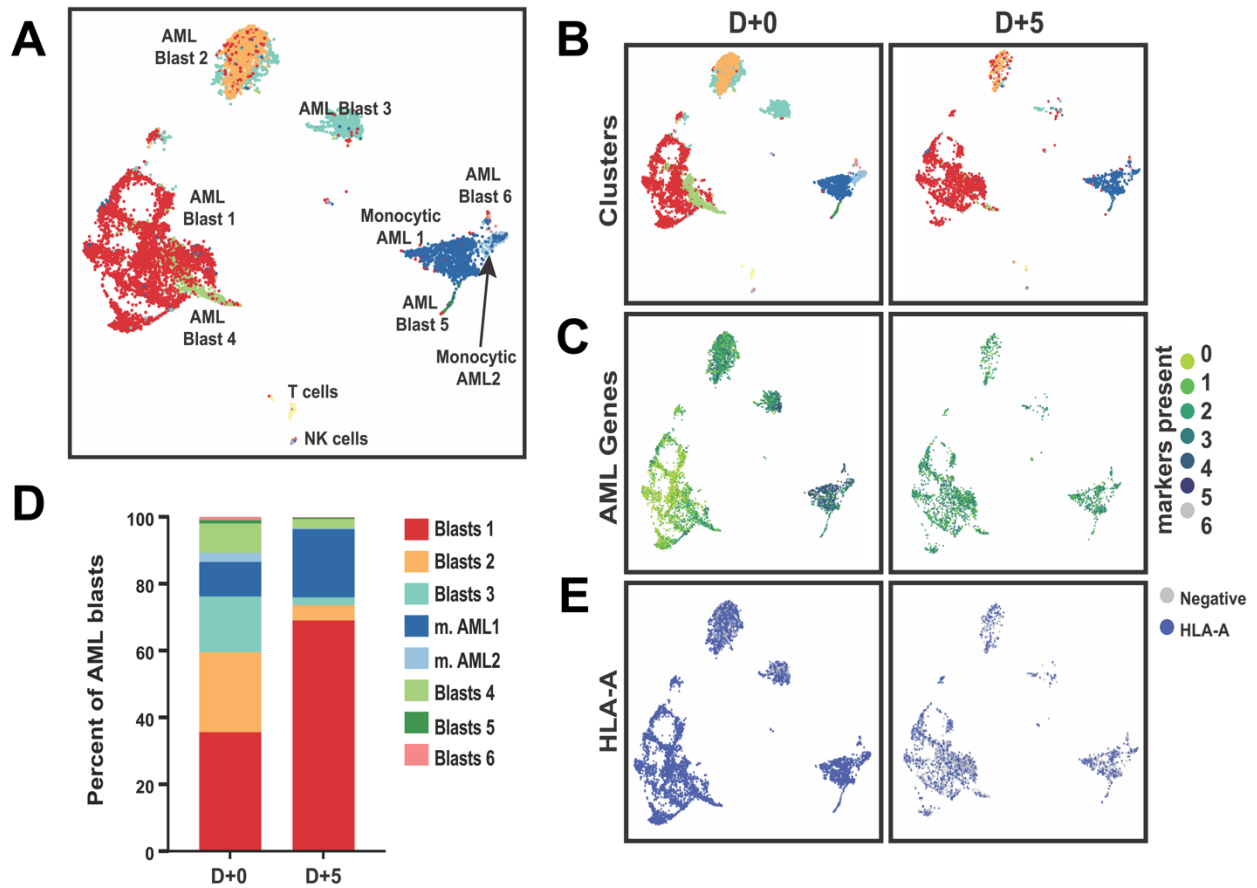 A
AML
Blast 2
AML Blast 3
AML
Blast 1
AML
Blast 6
Monocytic
AML 1
AML
Blast 4
AML
Blast 5
Monocytic
AML2
T cells
NK cells
B
D+0
D+5
Clusters
C
AML Genes
markers present
0
1
2
3
4
5
6
D
Percent of AML blasts
100
80
60
40
20
0
D+0
D+5
Blasts 1
Blasts 2
Blasts 3
m. AML1
m. AML2
Blasts 4
Blasts 5
Blasts 6
E
HLA-A
Negative
HLA-A